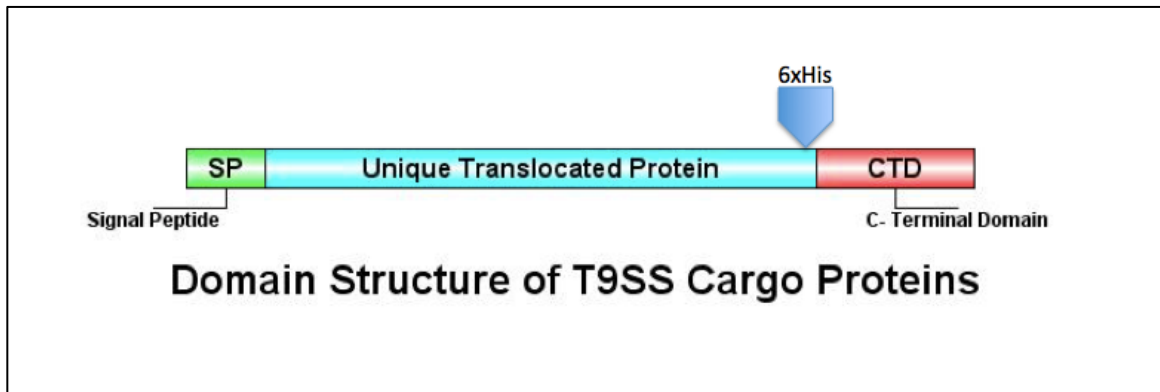 6xHis
SP Unique Translocated Protein CTD
Signal Peptide C- Terminal Domain
Domain Structure of T9SS Cargo Proteins